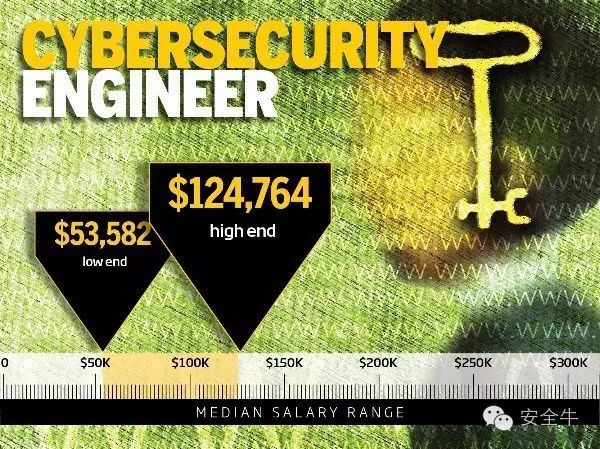 CYBERSECURITY
ENGINEER
$124,764
high end
$53,582
low end
0 $50K $100K $150K $200K $250K $300K
MEDIAN SALARY RANGE
安全牛